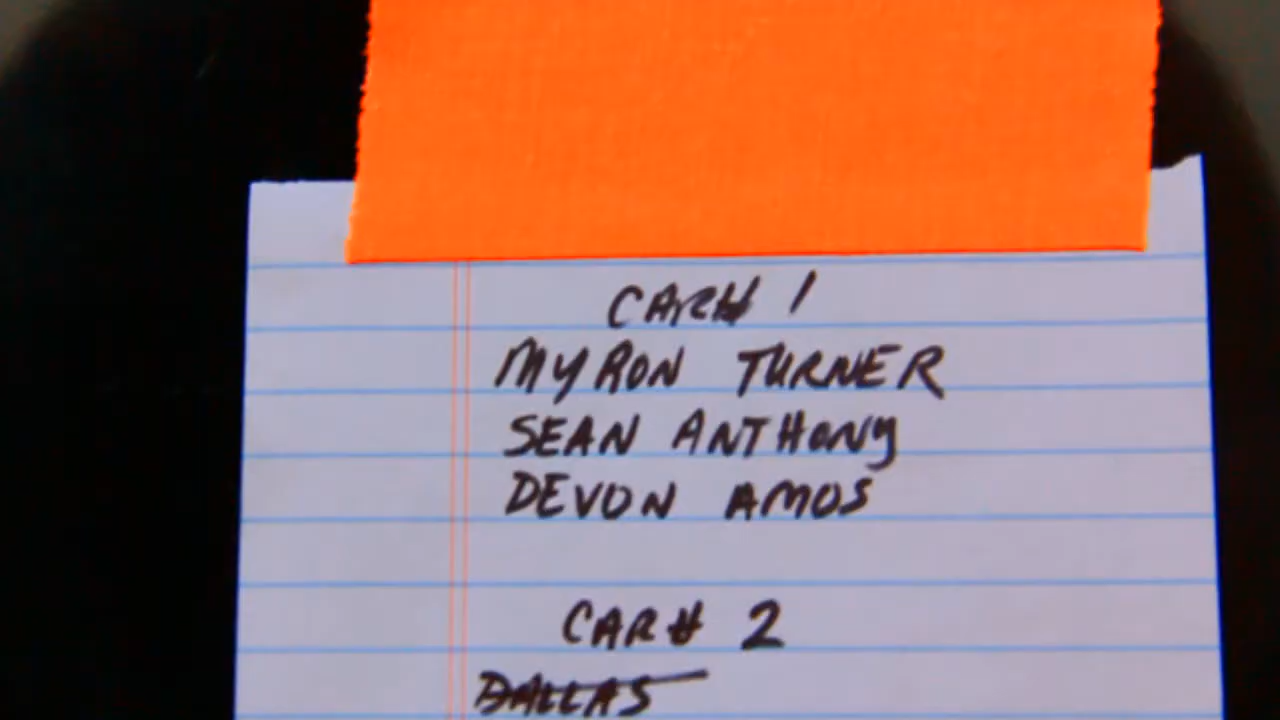 CAR# 1
MYRON TURNER
SEAN ANTHONY
DEVON AMOS
CAR# 2
DALLAS